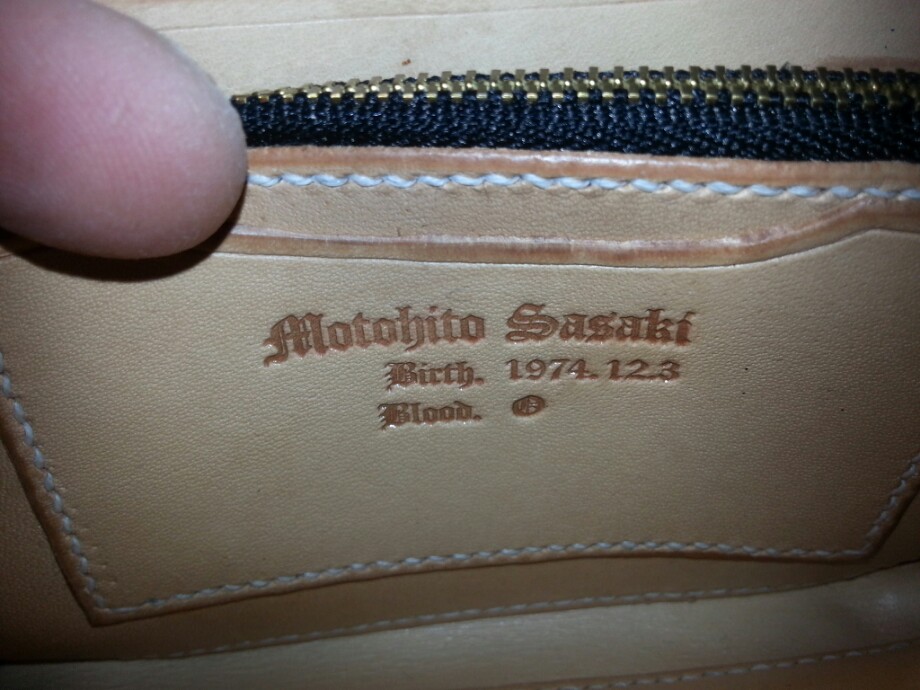 Motohito Sasaki
Birth. 1974.12.3
Blood. O